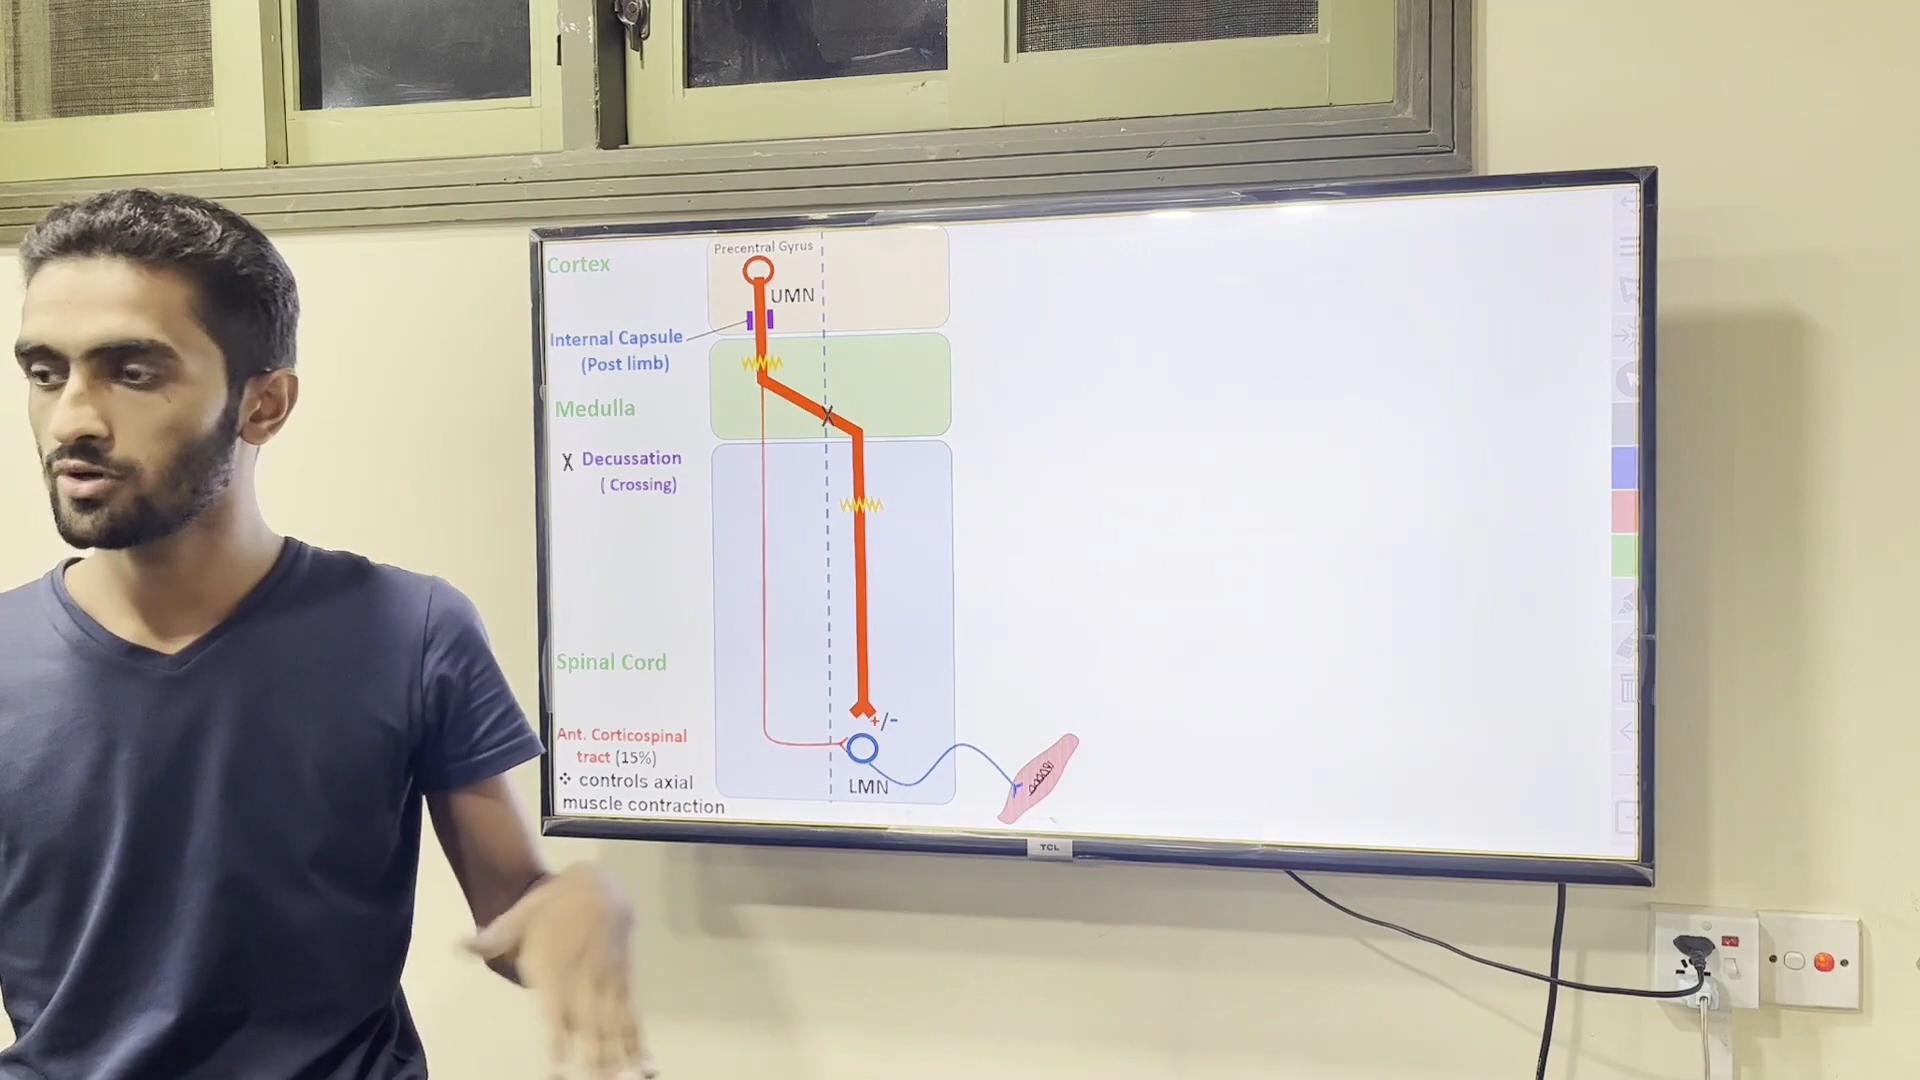 Precentral Gyrus
Cortex
UMN
Internal Capsule
(Post limb)
Medulla
X Decussation
( Crossing)
Spinal Cord
+/-
Ant. Corticospinal
tract (15%)
❖ controls axial
muscle contraction
LMN
X
TCL